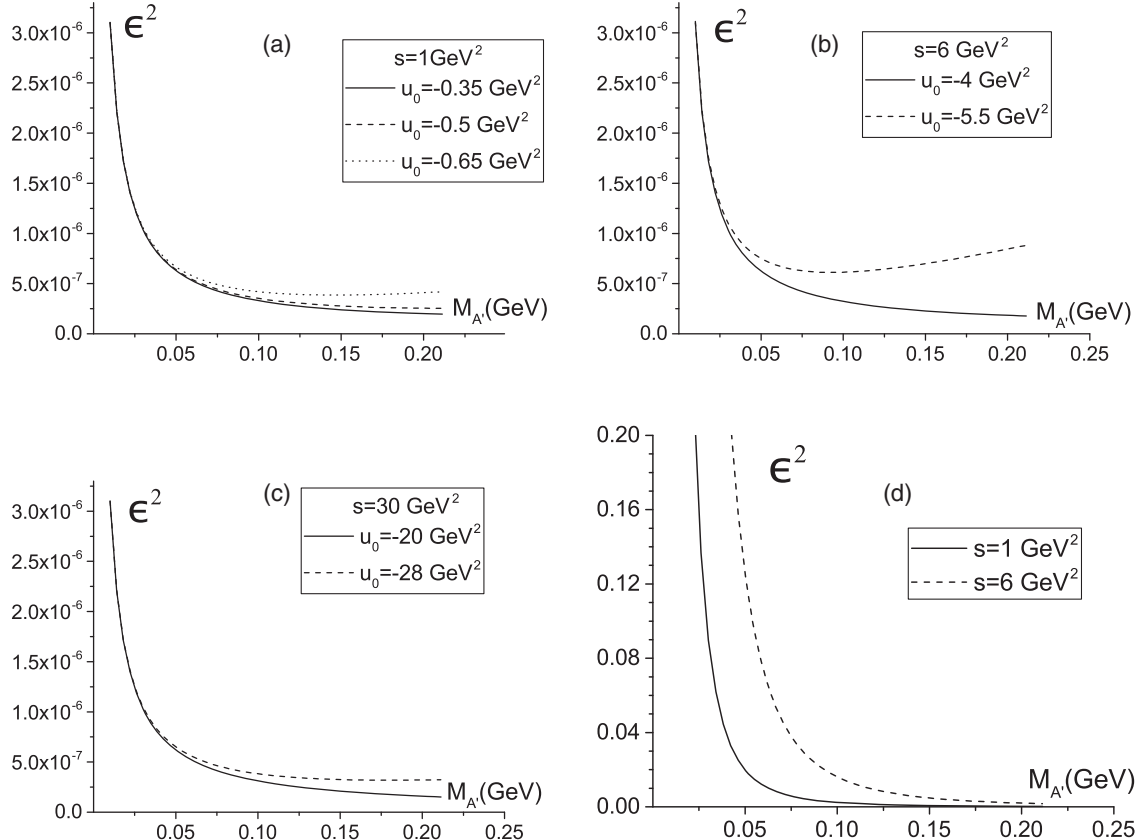 ϵ²
(a)
s=1GeV²
u₀=-0.35 GeV²
u₀=-0.5 GeV²
u₀=-0.65 GeV²
3.0x10⁻⁶
2.5x10⁻⁶
2.0x10⁻⁶
1.5x10⁻⁶
1.0x10⁻⁶
5.0x10⁻⁷
0.0
M_A'(GeV)
0.05 0.10 0.15 0.20
ϵ²
(b)
s=6 GeV²
u₀=-4 GeV²
u₀=-5.5 GeV²
3.0x10⁻⁶
2.5x10⁻⁶
2.0x10⁻⁶
1.5x10⁻⁶
1.0x10⁻⁶
5.0x10⁻⁷
0.0
M_A'(GeV)
0.05 0.10 0.15 0.20 0.25
ϵ²
(c)
s=30 GeV²
u₀=-20 GeV²
u₀=-28 GeV²
3.0x10⁻⁶
2.5x10⁻⁶
2.0x10⁻⁶
1.5x10⁻⁶
1.0x10⁻⁶
5.0x10⁻⁷
0.0
M_A'(GeV)
0.05 0.10 0.15 0.20 0.25
ϵ²
(d)
s=1 GeV²
s=6 GeV²
0.20
0.16
0.12
0.08
0.04
0.00
M_A'(GeV)
0.05 0.10 0.15 0.20 0.25